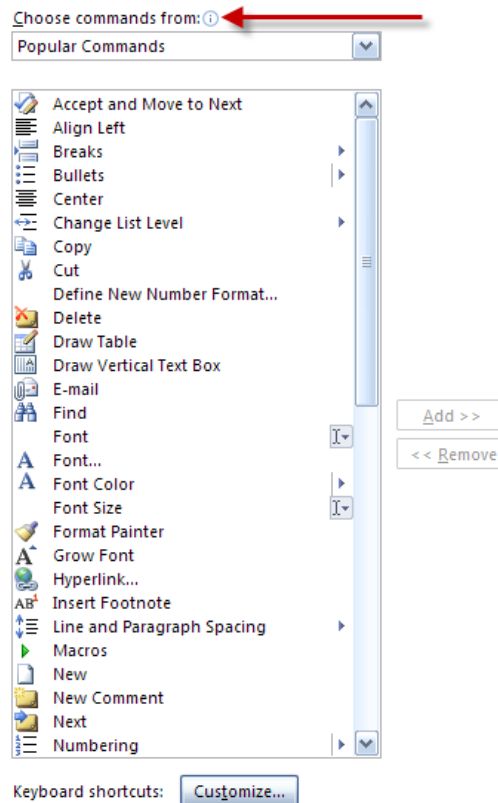 Choose commands from:
Popular Commands
Accept and Move to Next
Align Left
Breaks
Bullets
Center
Change List Level
Copy
Cut
Define New Number Format...
Delete
Draw Table
Draw Vertical Text Box
E-mail
Find
Font
Font...
Font Color
Font Size
Format Painter
Grow Font
Hyperlink...
Insert Footnote
Line and Paragraph Spacing
Macros
New
New Comment
Next
Numbering
Add >>
<< Remove
Keyboard shortcuts: Customize...